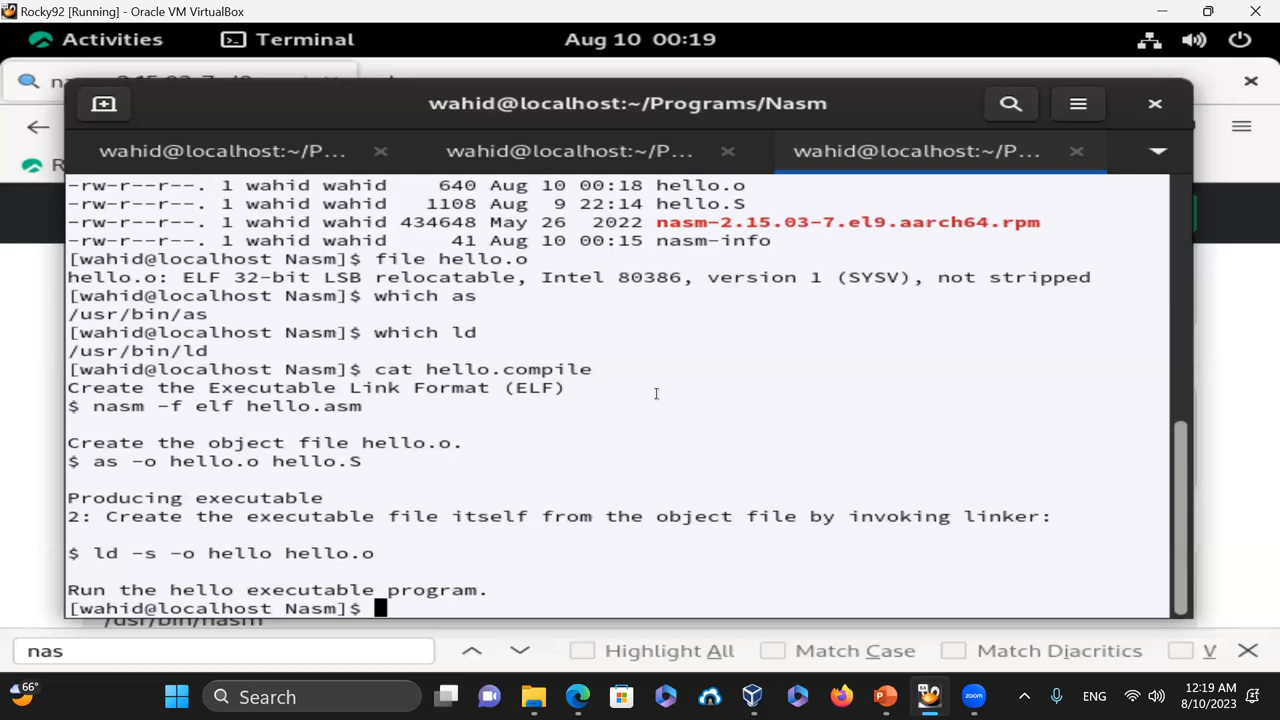 Rocky92 [Running] - Oracle VM VirtualBox
Activities Terminal Aug 10 00:19
wahid@localhost:~/Programs/Nasm
wahid@localhost:~/P... wahid@localhost:~/P... wahid@localhost:~/P...
-rw-r--r--. 1 wahid wahid 640 Aug 10 00:18 hello.o
-rw-r--r--. 1 wahid wahid 1108 Aug 9 22:14 hello.S
-rw-r--r--. 1 wahid wahid 434648 May 26 2022 nasm-2.15.03-7.el9.aarch64.rpm
-rw-r--r--. 1 wahid wahid 41 Aug 10 00:15 nasm-info
[wahid@localhost Nasm]$ file hello.o
hello.o: ELF 32-bit LSB relocatable, Intel 80386, version 1 (SYSV), not stripped
[wahid@localhost Nasm]$ which as
/usr/bin/as
[wahid@localhost Nasm]$ which ld
/usr/bin/ld
[wahid@localhost Nasm]$ cat hello.compile
Create the Executable Link Format (ELF)
$ nasm -f elf hello.asm
Create the object file hello.o.
$ as -o hello.o hello.S
Producing executable
2: Create the executable file itself from the object file by invoking linker:
$ ld -s -o hello hello.o
Run the hello executable program.
[wahid@localhost Nasm]$
/usr/bin/nasm
nas Highlight All Match Case Match Diacritics
66° Search ENG 12:19 AM
8/10/2023